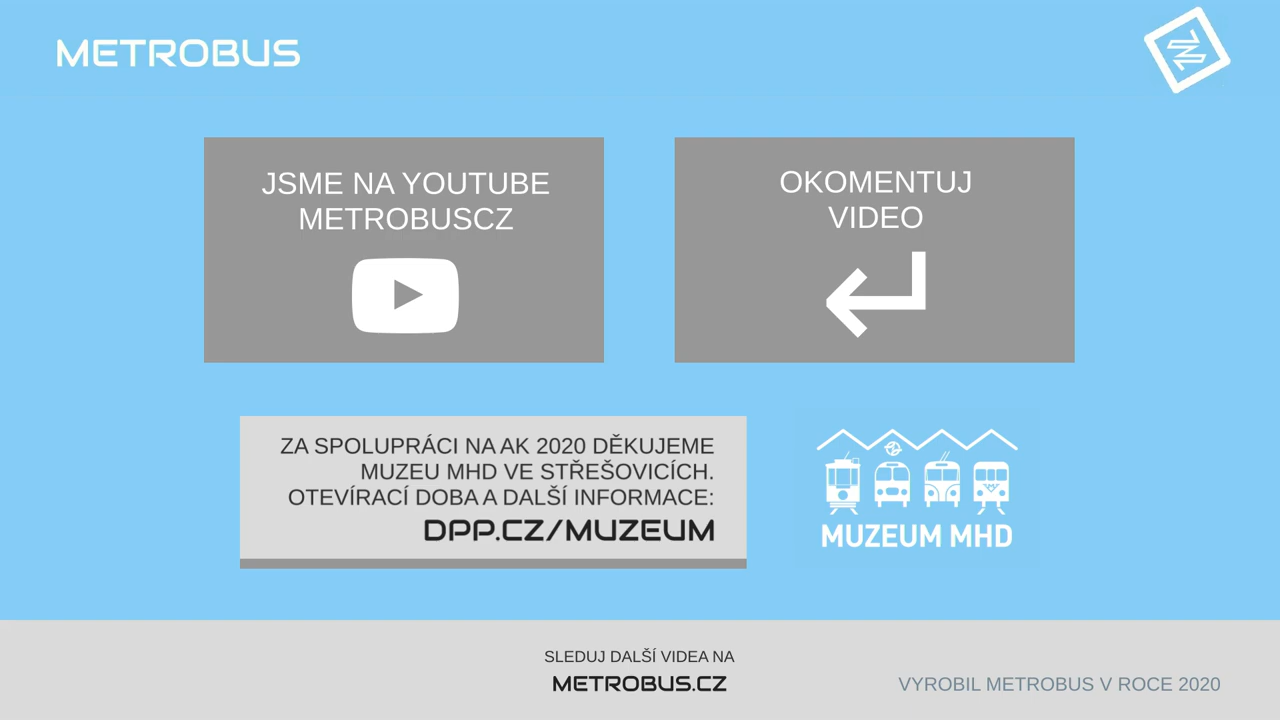 METROBUS
JSME NA YOUTUBE
METROBUSCZ
OKOMENTUJ
VIDEO
ZA SPOLUPRÁCI NA AK 2020 DĚKUJEME
MUZEU MHD VE STŘEŠOVICÍCH.
OTEVÍRACÍ DOBA A DALŠÍ INFORMACE:
DPP.CZ/MUZEUM
MUZEUM MHD
SLEDUJ DALŠÍ VIDEA NA
METROBUS.CZ
VYROBIL METROBUS V ROCE 2020